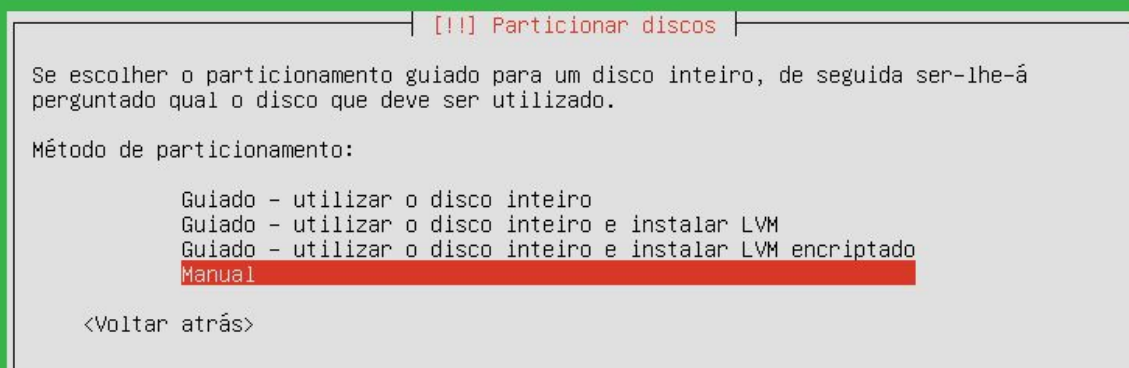 [!!] Particionar discos
Se escolher o particionamento guiado para um disco inteiro, de seguida ser-lhe-á
perguntado qual o disco que deve ser utilizado.
Método de particionamento:
Guiado - utilizar o disco inteiro
Guiado - utilizar o disco inteiro e instalar LVM
Guiado - utilizar o disco inteiro e instalar LVM encriptado
Manual
<Voltar atrás>